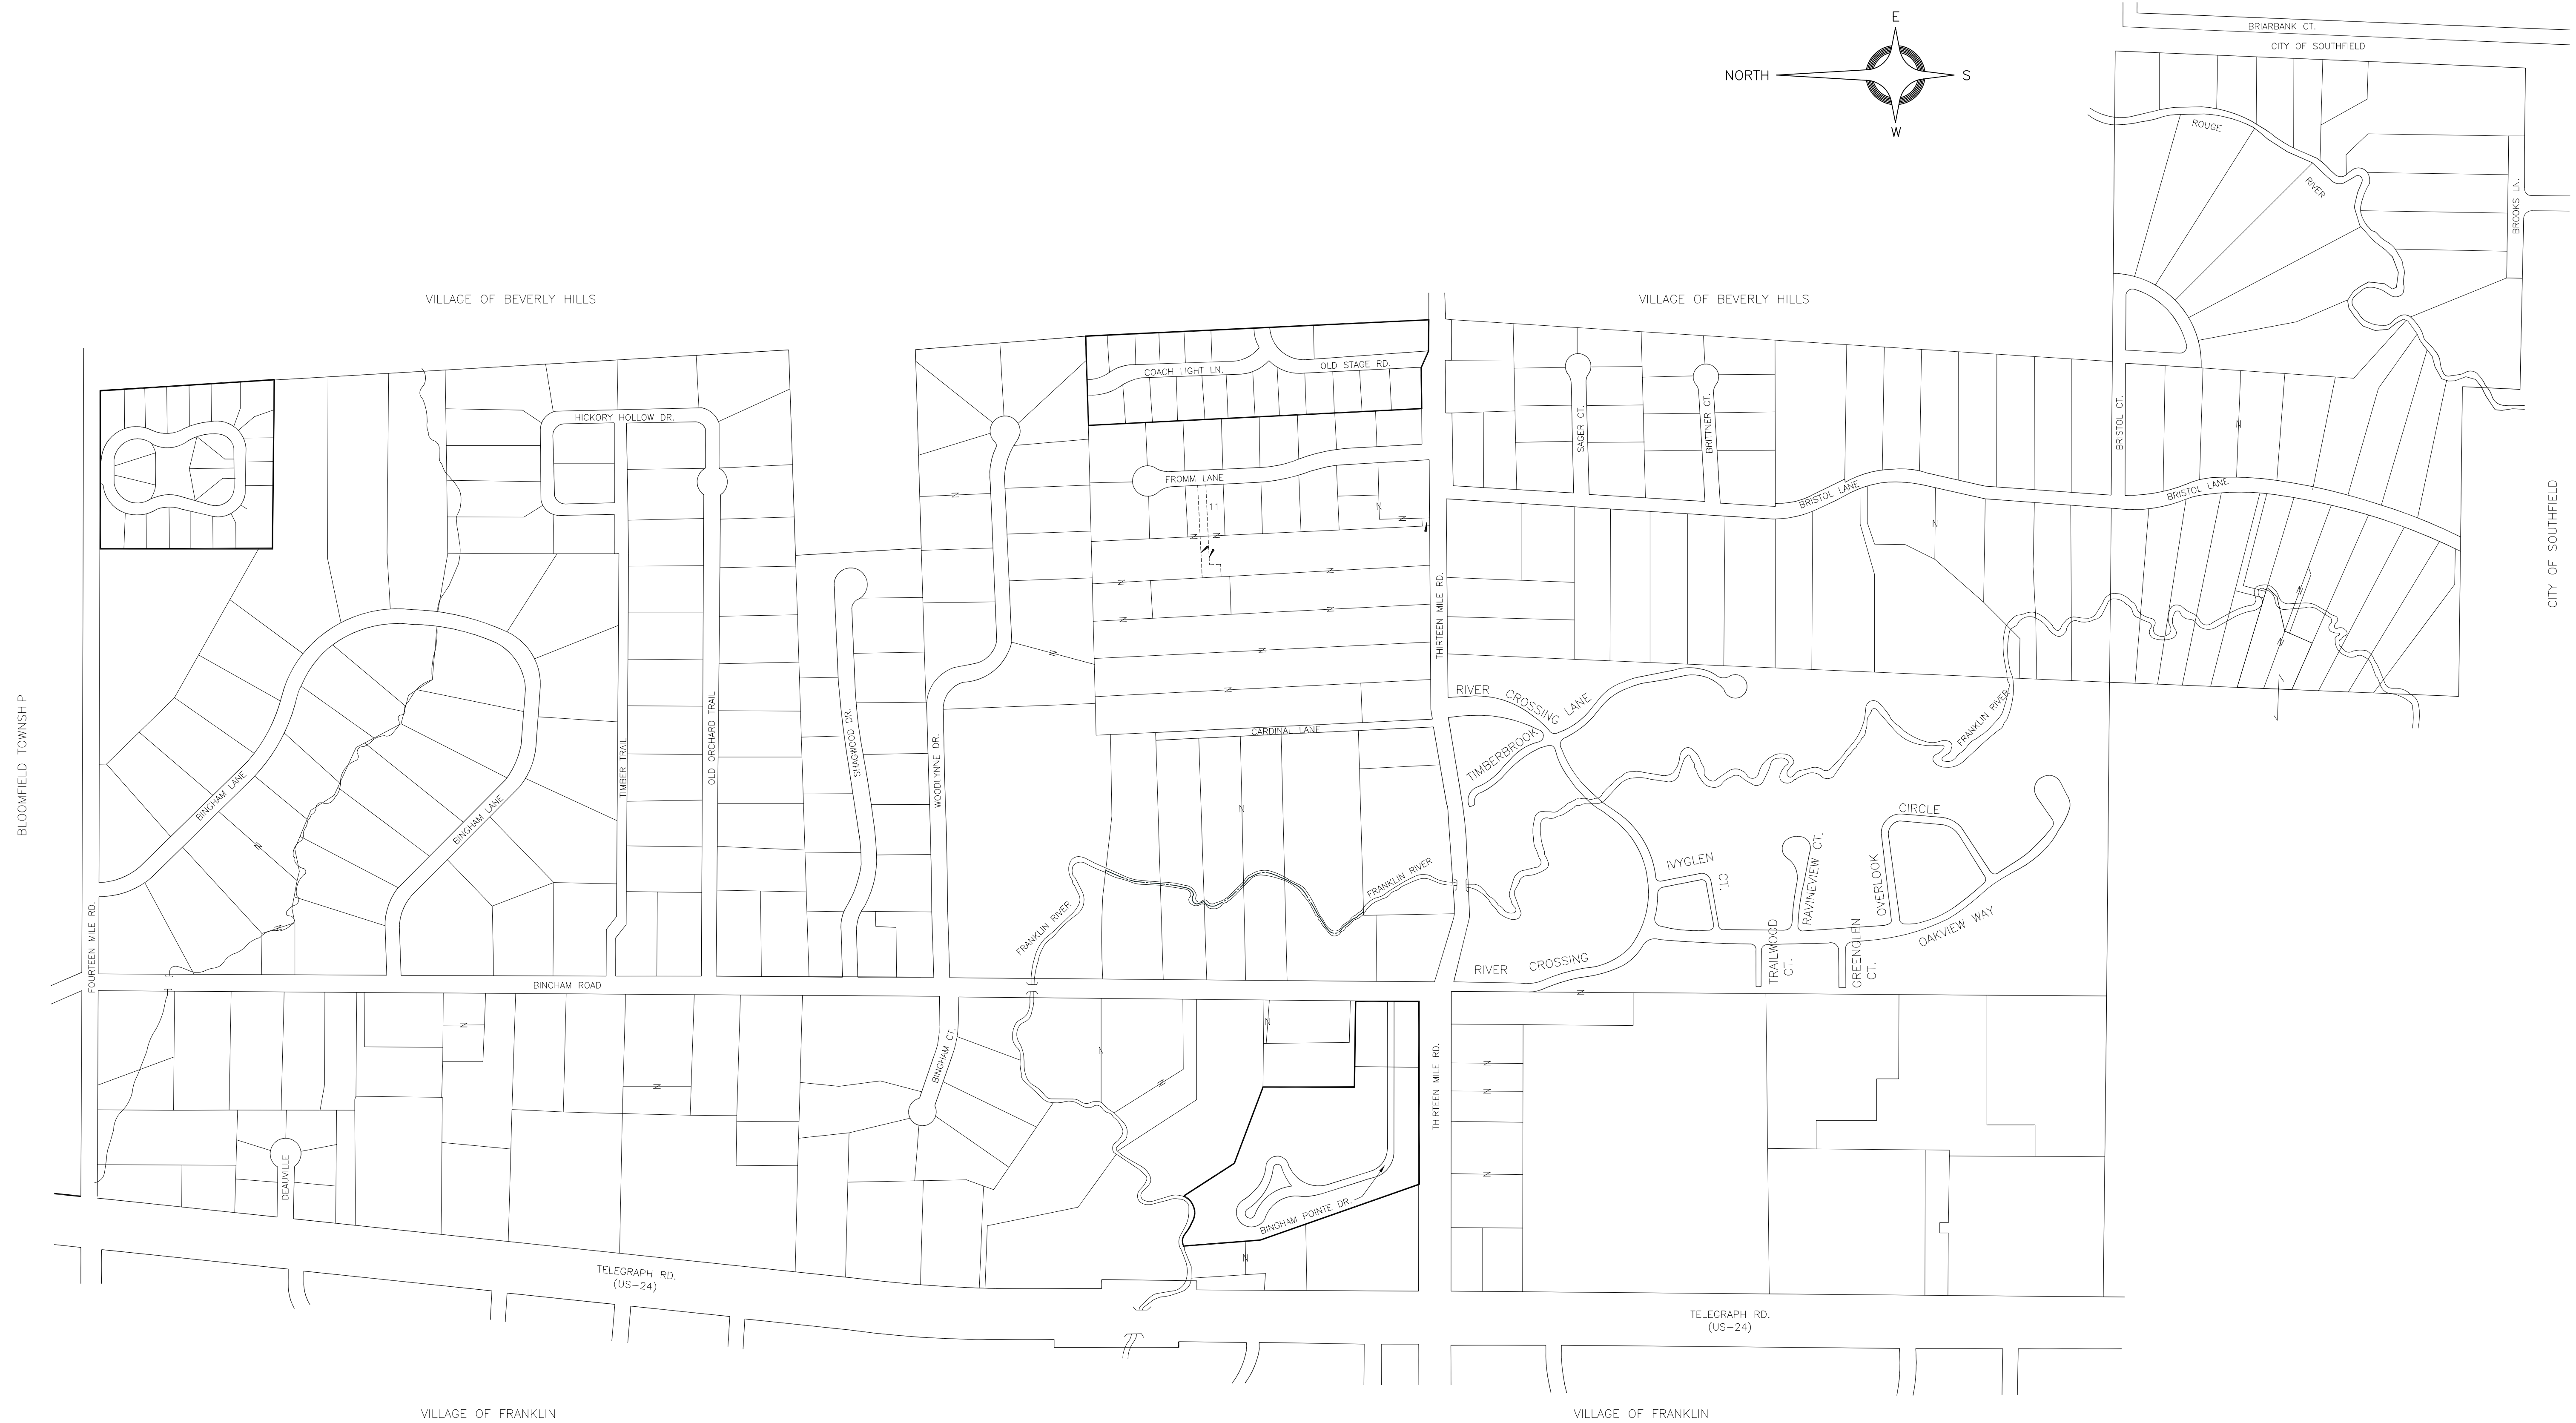 E
NORTH
S
W
BRIARBANK CT.
CITY OF SOUTHFIELD
ROUGE
RIVER
BROOKS LN.
VILLAGE OF BEVERLY HILLS
VILLAGE OF BEVERLY HILLS
COACH LIGHT LN.
OLD STAGE RD.
HICKORY HOLLOW DR.
SAGER CT.
BRITTNER CT.
BRISTOL CT.
N
FROMM LANE
N
11
N
N
BRISTOL LANE
BRISTOL LANE
N
CITY OF SOUTHFIELD
N
N
N
N
THIRTEEN MILE RD.
N
N
N
N
N
N
N
N
RIVER CROSSING LANE
CARDINAL LANE
TIMBERBROOK
FRANKLIN RIVER
BLOOMFIELD TOWNSHIP
BINGHAM LANE
BINGHAM LANE
TIMBER TRAIL
OLD ORCHARD TRAIL
SHAGWOOD DR.
WOODLYNNE DR.
N
N
CIRCLE
IVYGLEN
CT.
RAVINEVIEW CT.
OVERLOOK
OAKVIEW WAY
FRANKLIN RIVER
FRANKLIN RIVER
FOURTEEN MILE RD.
N
RIVER CROSSING
TRAILWOOD
CT.
GREENGLEN
CT.
BINGHAM ROAD
N
N
N
N
N
N
BINGHAM CT.
THIRTEEN MILE RD.
N
N
N
DEAUVILLE
BINGHAM POINTE DR.
N
TELEGRAPH RD.
(US-24)
TELEGRAPH RD.
(US-24)
VILLAGE OF FRANKLIN
VILLAGE OF FRANKLIN